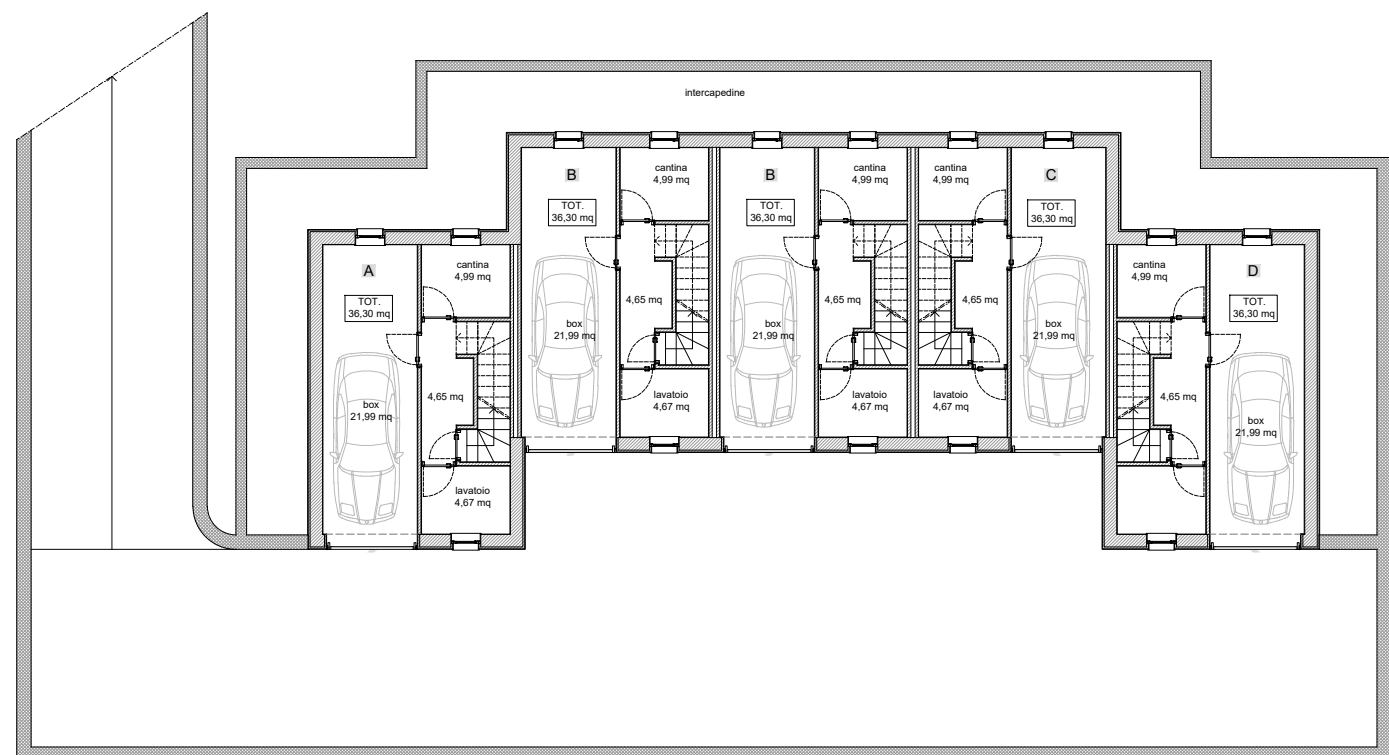 intercapedine
A
TOT.
36,30 mq
cantina
4,99 mq
box
21,99 mq
4,65 mq
lavatoio
4,67 mq
B
TOT.
36,30 mq
cantina
4,99 mq
box
21,99 mq
4,65 mq
lavatoio
4,67 mq
B
TOT.
36,30 mq
cantina
4,99 mq
box
21,99 mq
4,65 mq
lavatoio
4,67 mq
cantina
4,99 mq
C
TOT.
36,30 mq
4,65 mq
box
21,99 mq
lavatoio
4,67 mq
cantina
4,99 mq
D
TOT.
36,30 mq
4,65 mq
box
21,99 mq